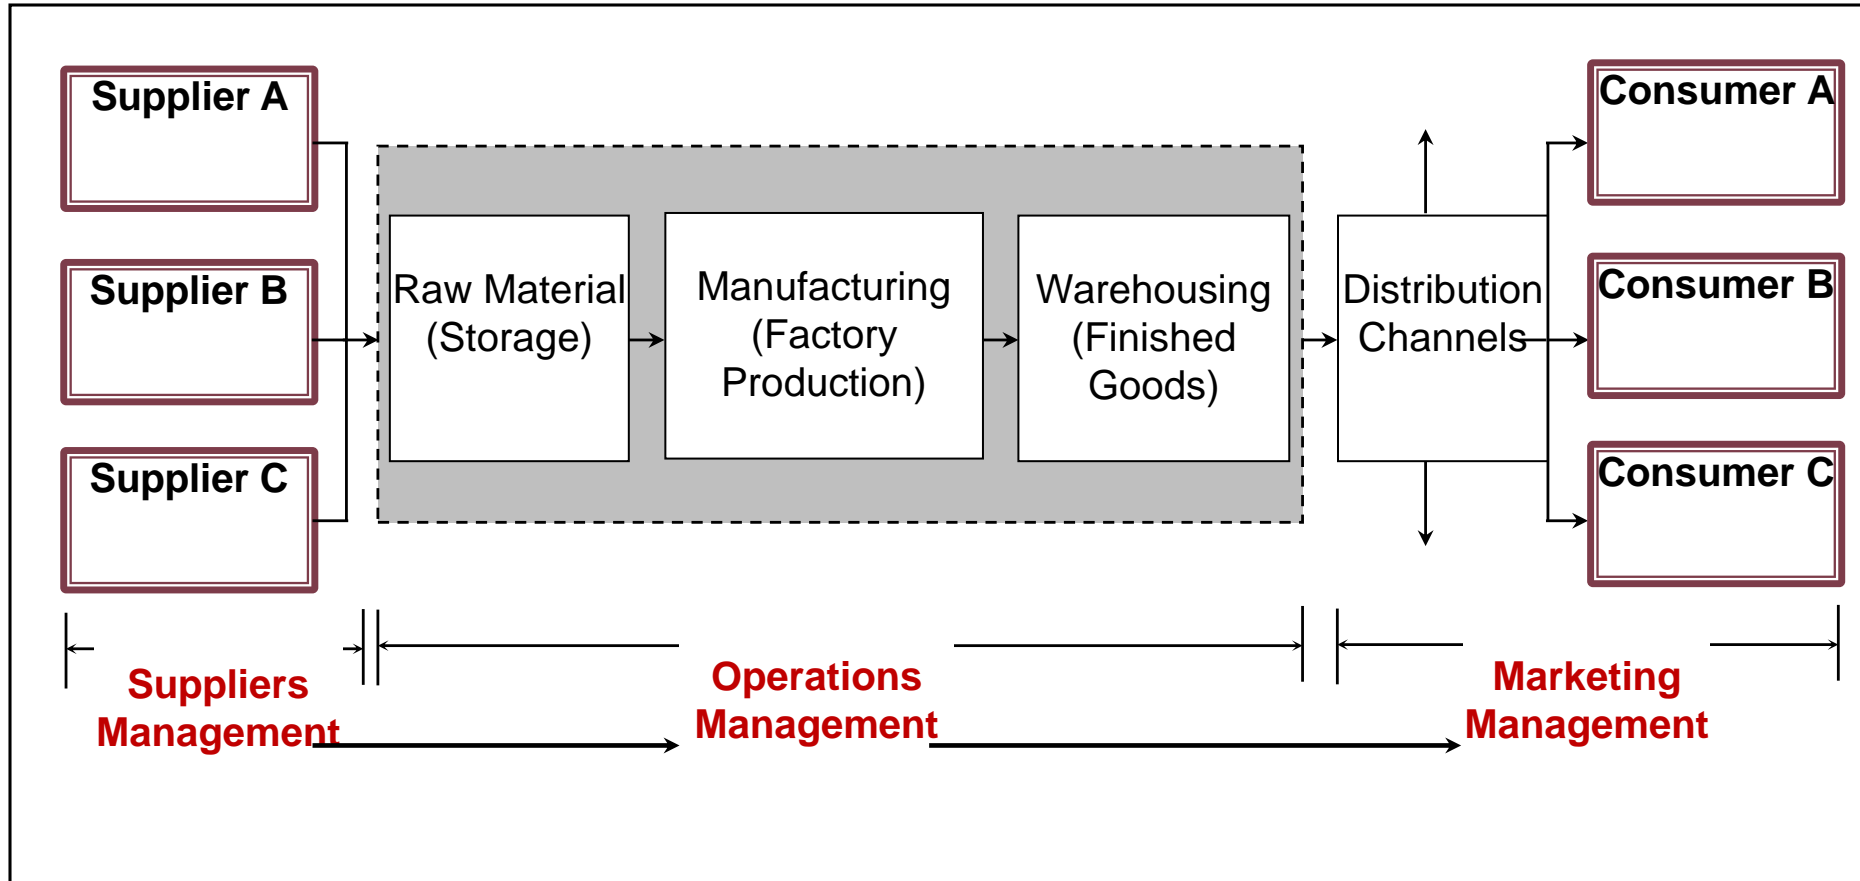 Supplier A
Supplier B
Supplier C
Raw Material
(Storage)
Manufacturing
(Factory
Production)
Warehousing
(Finished
Goods)
Distribution
Channels
Consumer A
Consumer B
Consumer C
Suppliers
Management
Operations
Management
Marketing
Management